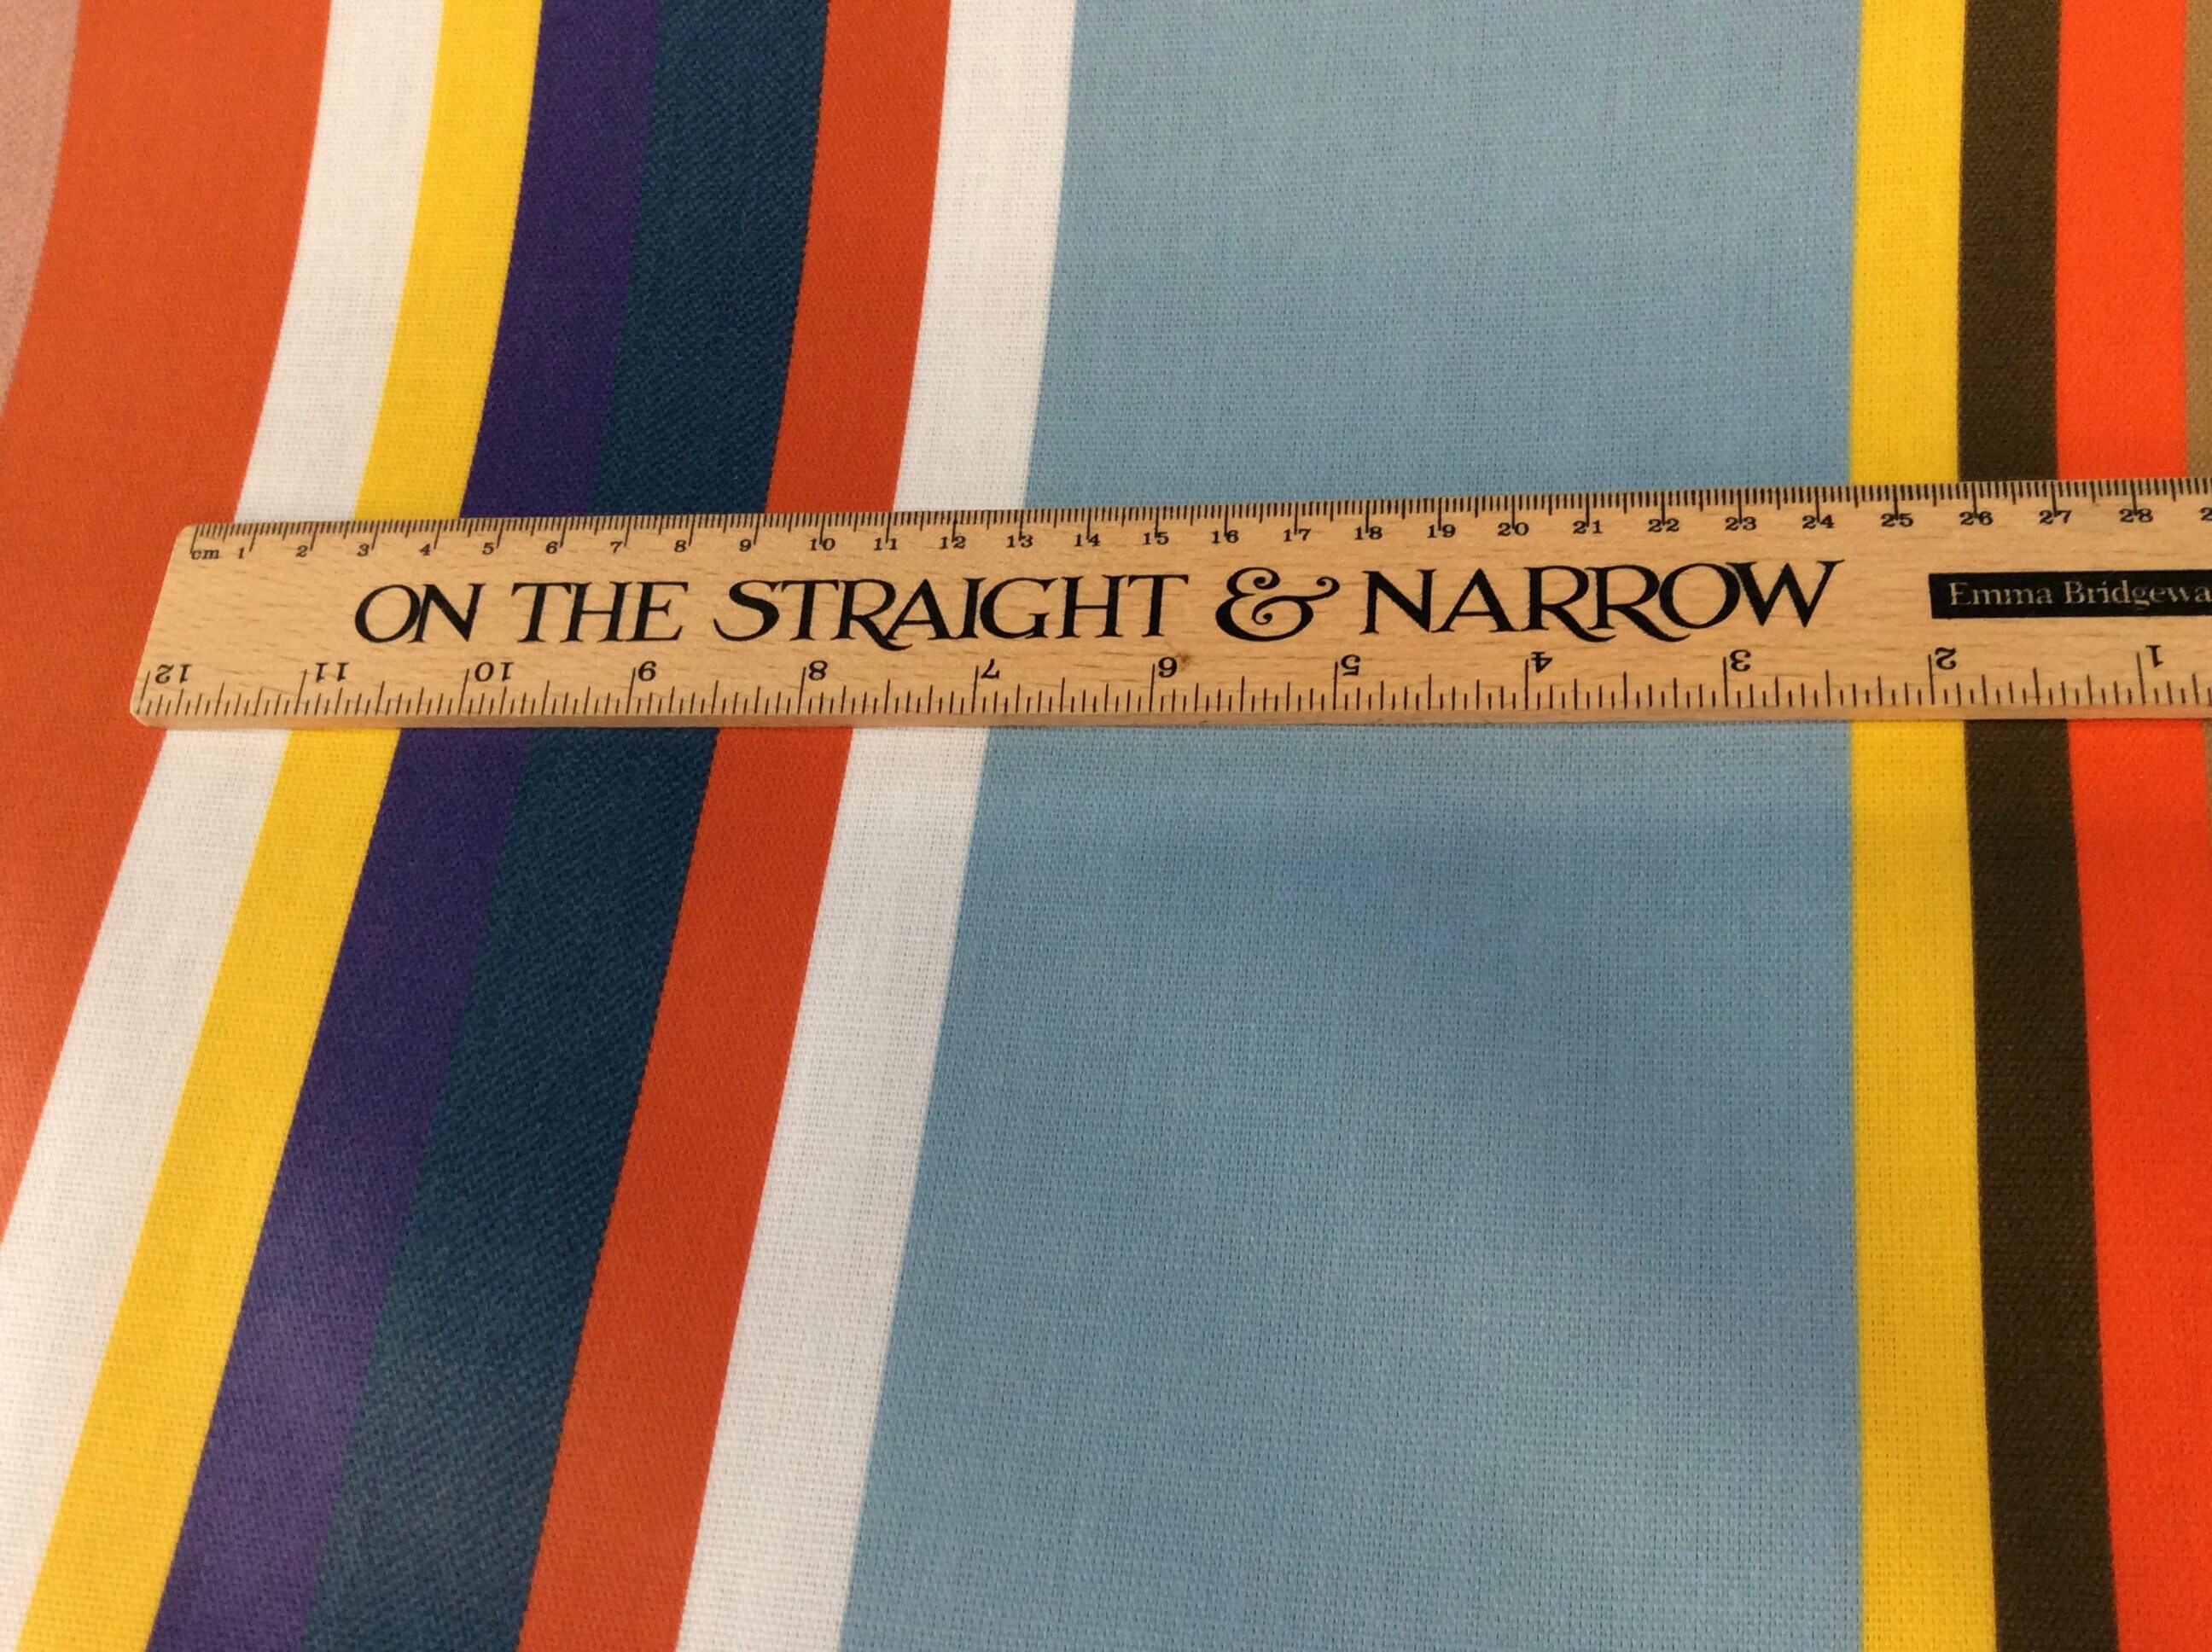 cm 1 2 3 4 5 6 7 8 9 10 11 12 13 14 15 16 17 18 19 20 21 22 23 24 25 26 27 28
ON THE STRAIGHT & NARROW
Emma Bridgewa
12 11 10 9 8 7 6 5 4 3 2 1